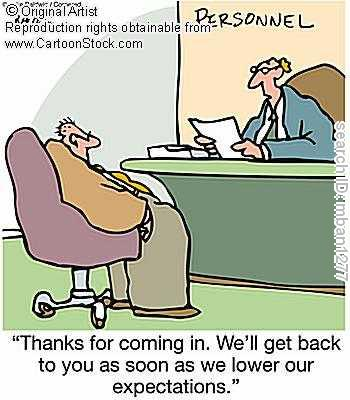 © Original Artist
Reproduction rights obtainable from
www.CartoonStock.com
PERSONNEL
search ID: mban1277
“Thanks for coming in. We’ll get back
to you as soon as we lower our
expectations.”